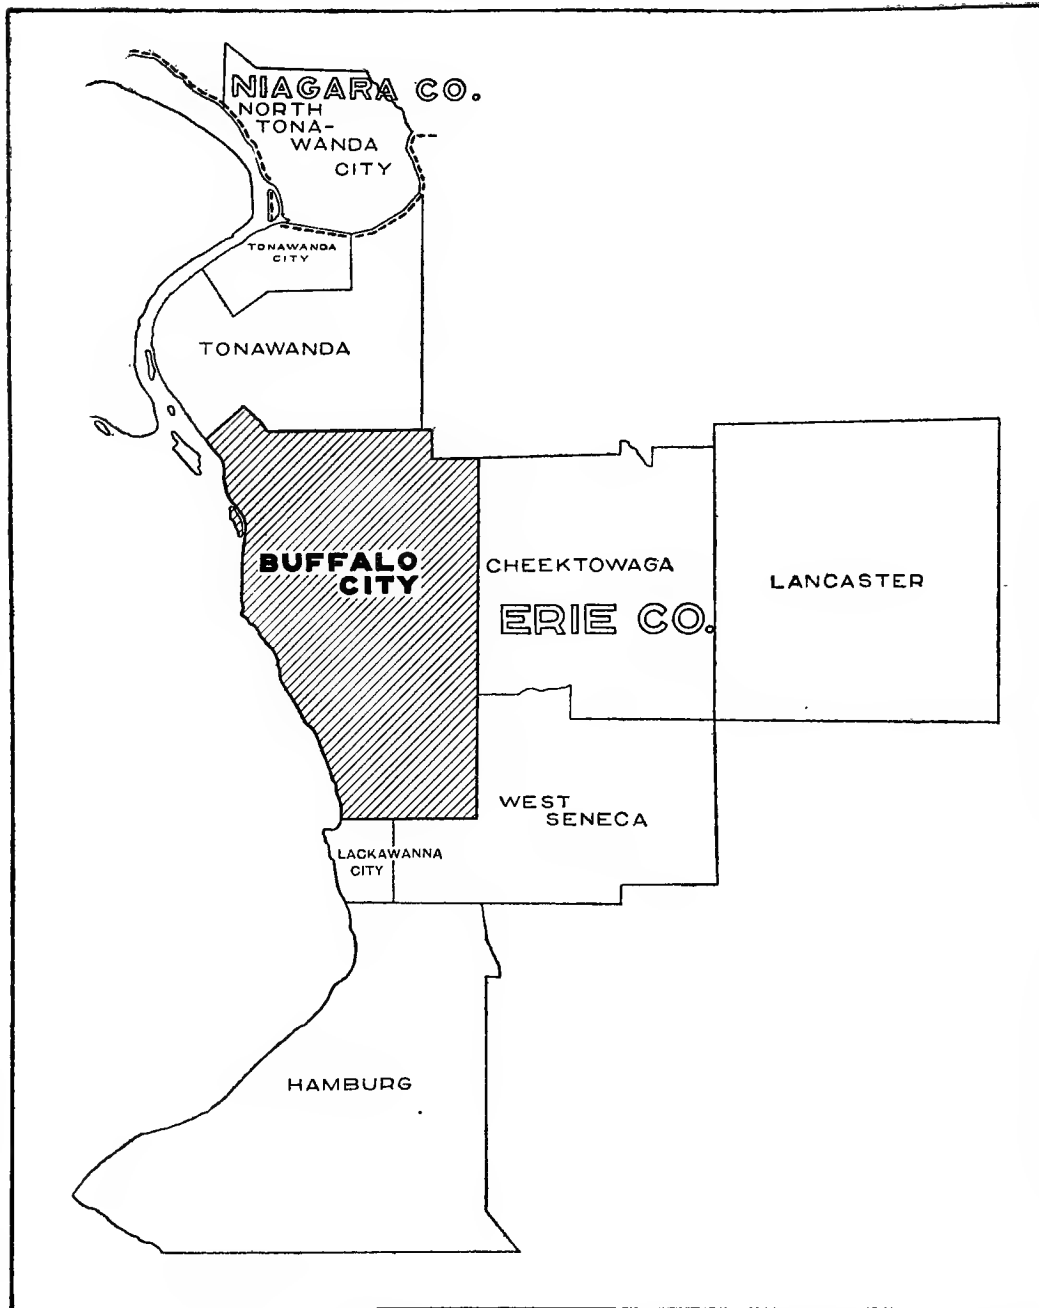 NIAGARA CO.
NORTH
TONA-
WANDA
CITY
TONAWANDA
CITY
TONAWANDA
BUFFALO
CITY
CHEEKTOWAGA
ERIE CO.
LANCASTER
WEST
SENECA
LACKAWANNA
CITY
HAMBURG